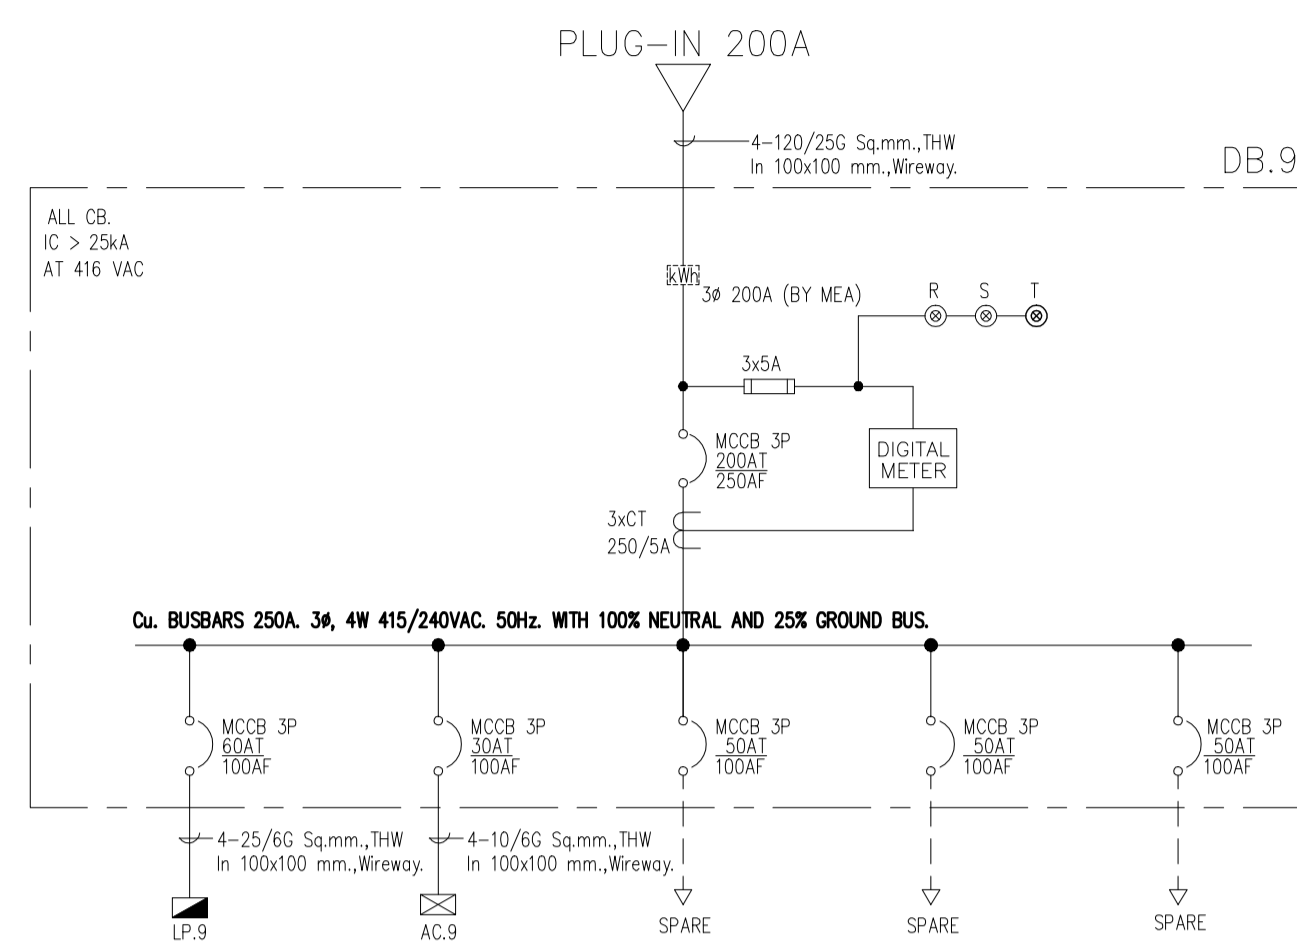 PLUG-IN 200A
4-120/25G Sq.mm.,THW
In 100x100 mm.,Wireway.
DB.9
ALL CB.
IC > 25kA
AT 416 VAC
kWh
3ø 200A (BY MEA)
R S T
3x5A
MCCB 3P
200AT
250AF
DIGITAL
METER
3xCT
250/5A
Cu. BUSBARS 250A. 3ø, 4W 415/240VAC. 50Hz. WITH 100% NEUTRAL AND 25% GROUND BUS.
MCCB 3P
60AT
100AF
MCCB 3P
30AT
100AF
MCCB 3P
50AT
100AF
MCCB 3P
50AT
100AF
MCCB 3P
50AT
100AF
4-25/6G Sq.mm.,THW
In 100x100 mm.,Wireway.
4-10/6G Sq.mm.,THW
In 100x100 mm.,Wireway.
LP.9
AC.9
SPARE
SPARE
SPARE